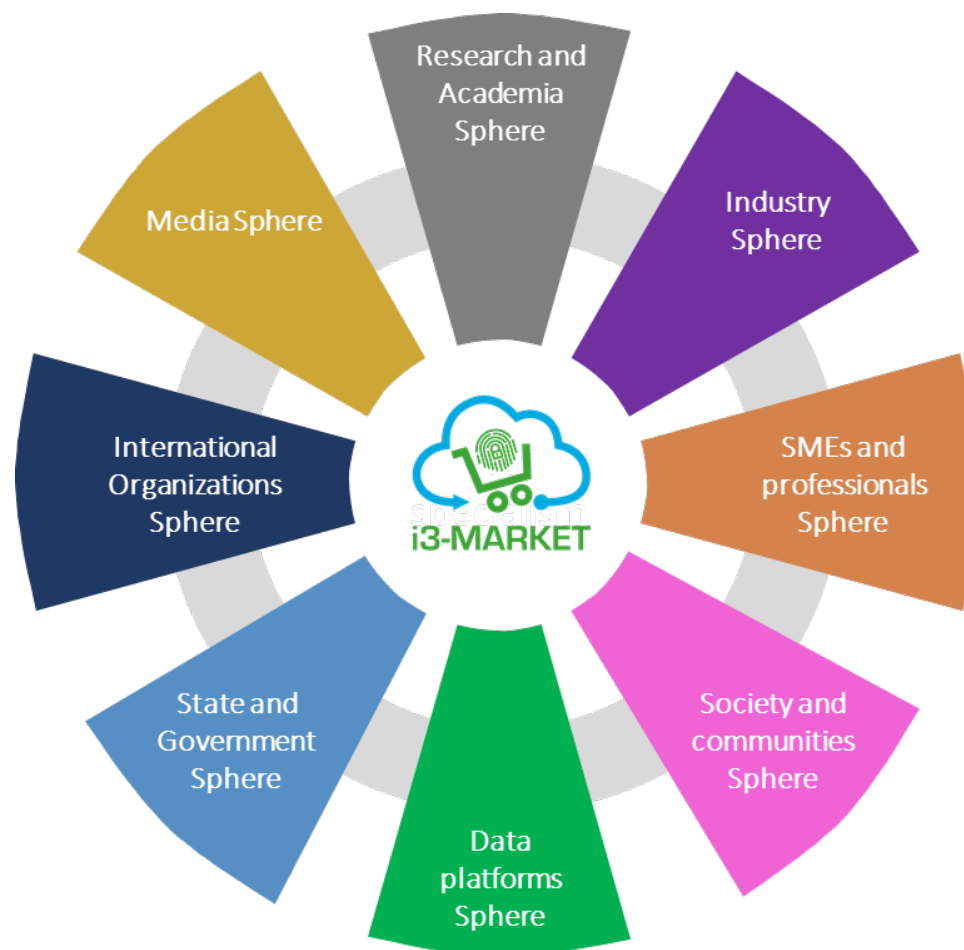 Research and
Academia
Sphere
Industry
Sphere
SMEs and
professionals
Sphere
Society and
communities
Sphere
Data
platforms
Sphere
State and
Government
Sphere
International
Organizations
Sphere
Media Sphere
specialism
i3-MARKET